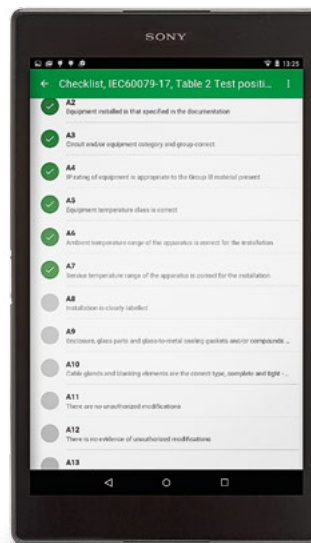 SONY
13:25
Checklist, IEC60079-17, Table 2 Test positi...
A2
Equipment installed is that specified in the documentation
A3
Circuit and/or equipment category and group correct
A4
IP rating of equipment is appropriate to the Group III material present
A5
Equipment temperature class is correct
A6
Ambient temperature range of the apparatus is correct for the installation
A7
Service temperature range of the apparatus is correct for the installation
A8
Installation is clearly labelled
A9
Enclosure, glass parts and glass-to-metal sealing gaskets and/or compounds ...
A10
Cable glands and blanking elements are the correct type, complete and tight -...
A11
There are no unauthorized modifications
A12
There is no evidence of unauthorized modifications
A13